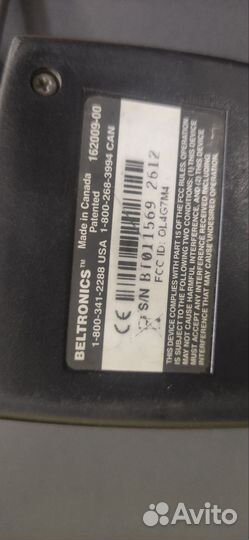 BELTRONICS™ Made in Canada 162009-00
Patented
1-800-341-2288 USA 1-800-268-3994 CAN
CE S/N BT011569 2612
FCC ID: GL4G7M4
THIS DEVICE COMPLIES WITH PART 15 OF THE FCC RULES. OPERATION
IS SUBJECT TO THE FOLLOWING TWO CONDITIONS: (1) THIS DEVICE
MAY NOT CAUSE HARMFUL INTERFERENCE, AND (2) THIS DEVICE
MUST ACCEPT ANY INTERFERENCE RECEIVED INCLUDING
INTERFERENCE THAT MAY CAUSE UNDESIRED OPERATION.
Avito